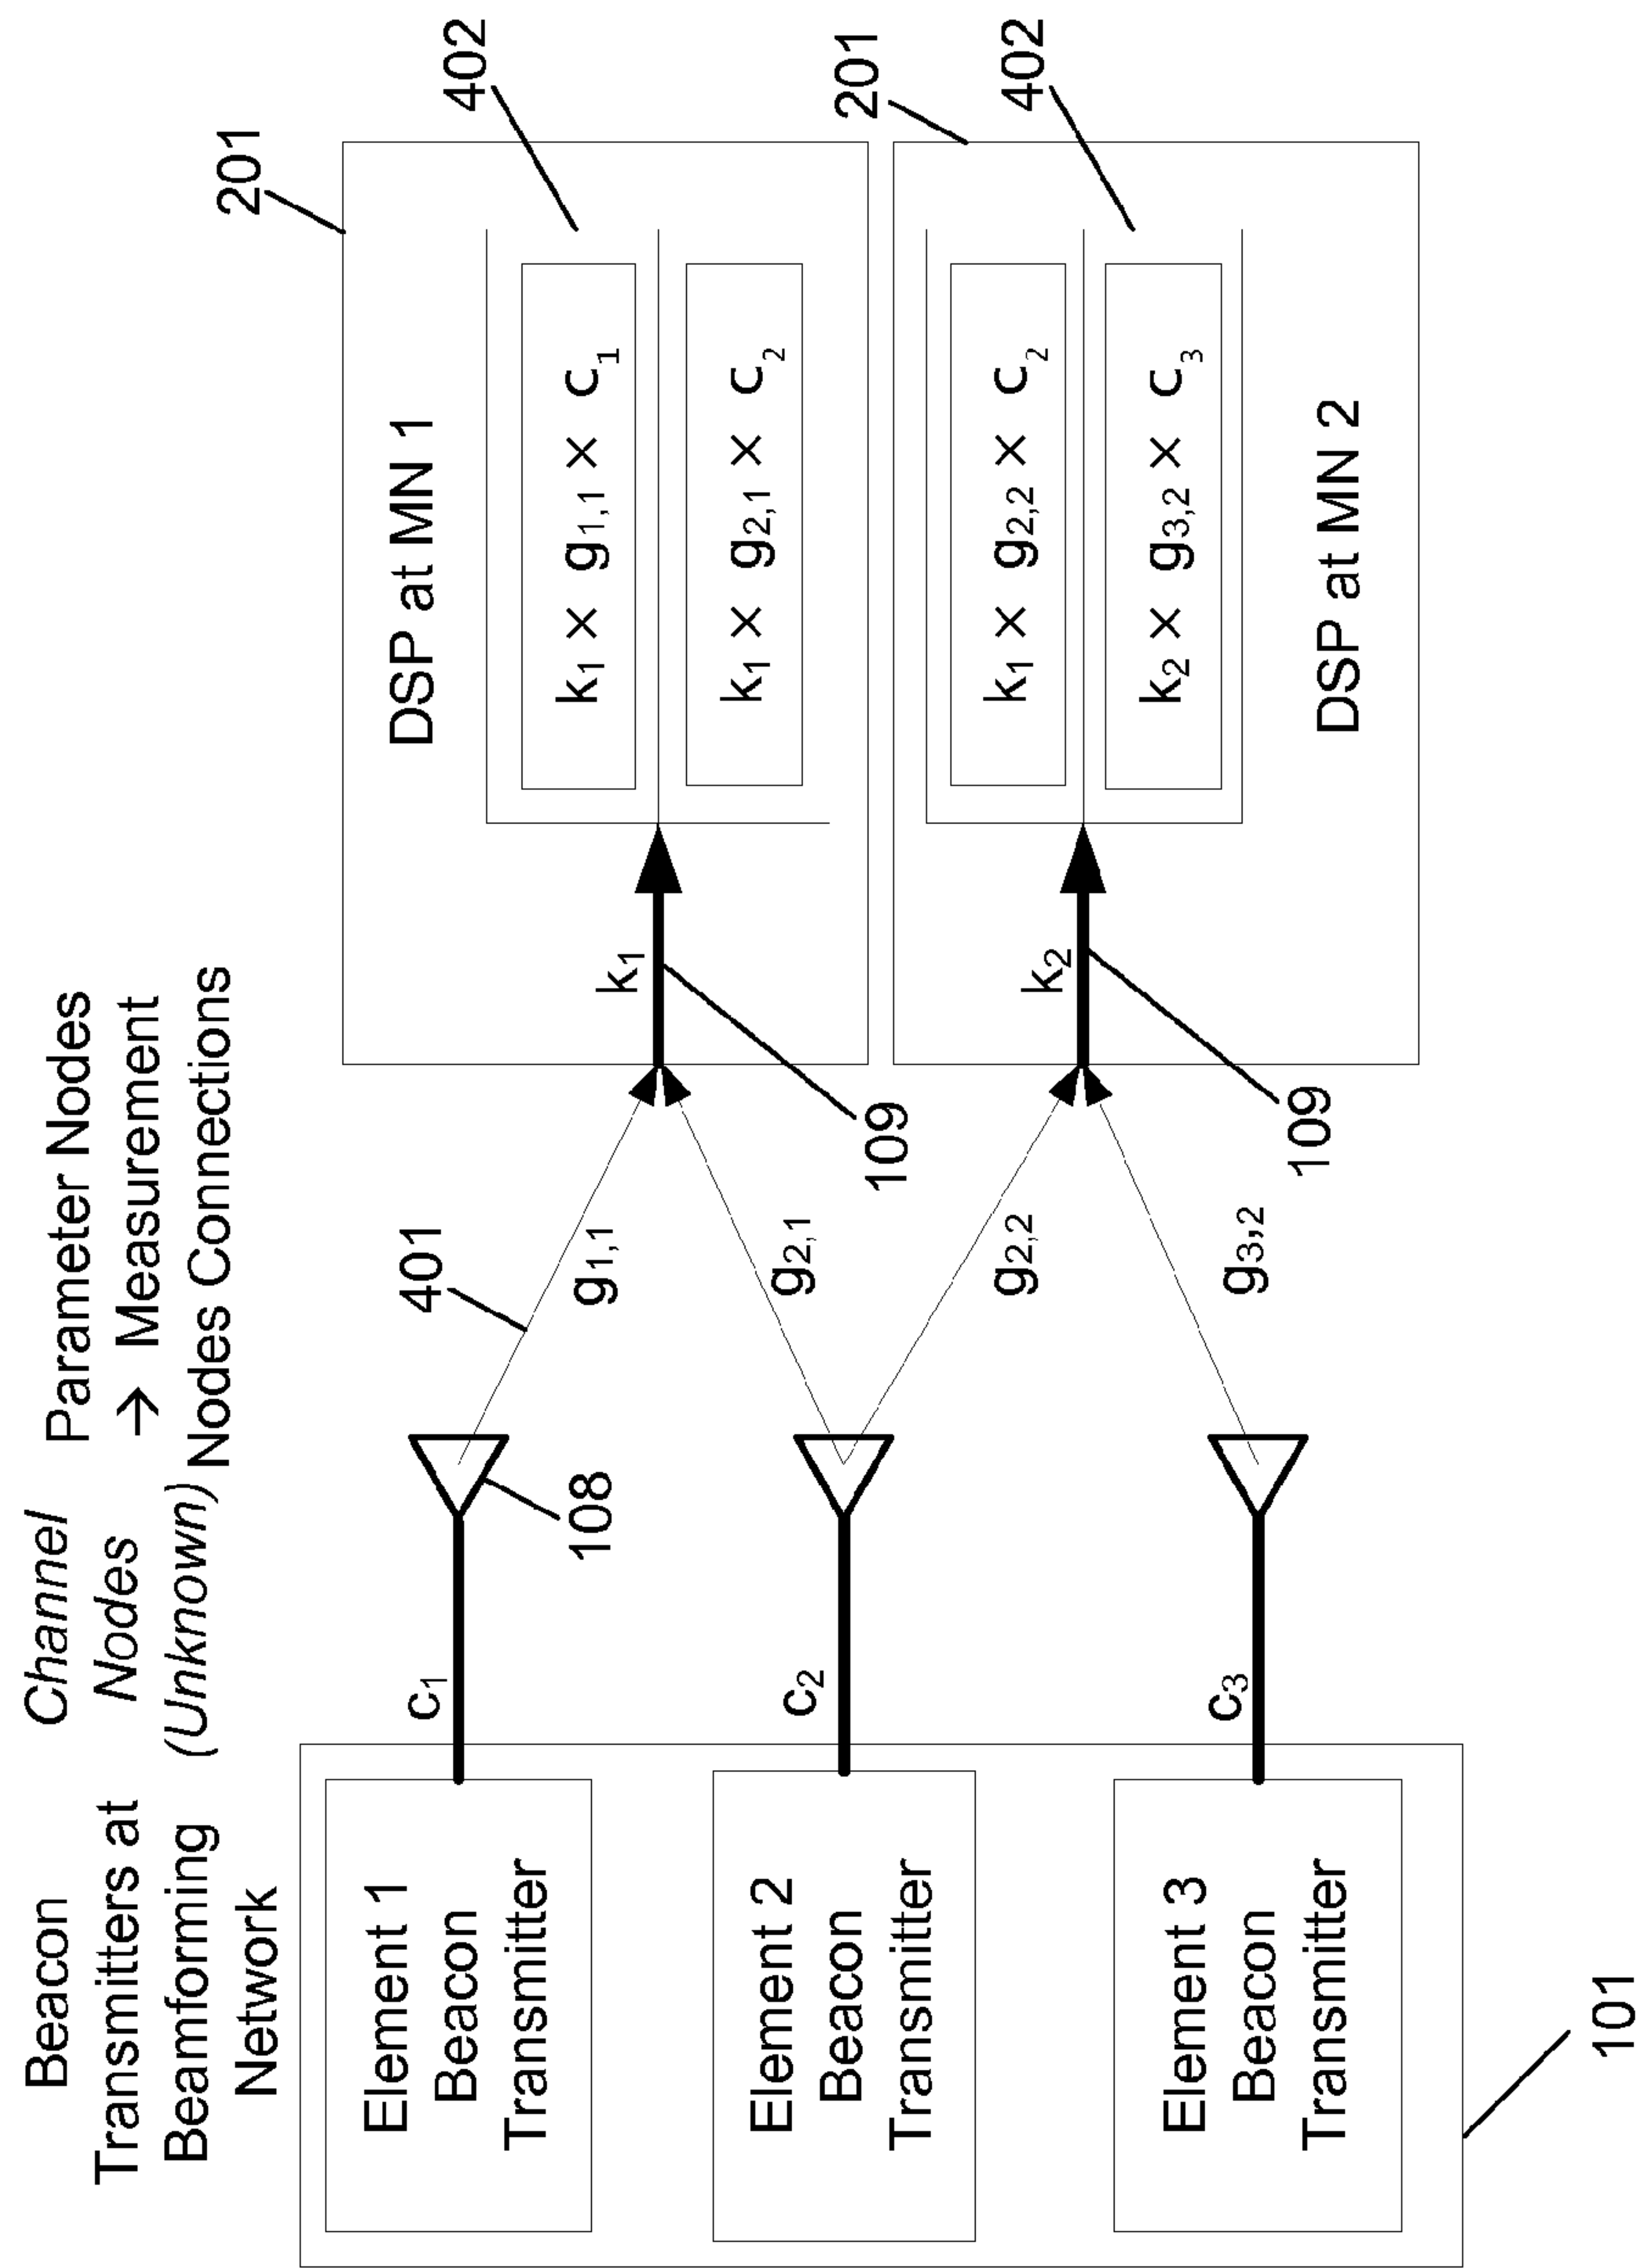 Beacon
Transmitters at
Beamforming
Network
Channel
Nodes
(Unknown)
Parameter Nodes
→ Measurement
Nodes Connections
201
402
Element 1
Beacon
Transmitter
c₁
108
401
g₁,₁
k₁
109
DSP at MN 1
k₁ × g₁,₁ × c₁
k₁ × g₂,₁ × c₂
Element 2
Beacon
Transmitter
c₂
g₂,₁
g₂,₂
201
402
k₂
109
k₁ × g₂,₂ × c₂
k₂ × g₃,₂ × c₃
DSP at MN 2
Element 3
Beacon
Transmitter
c₃
g₃,₂
101